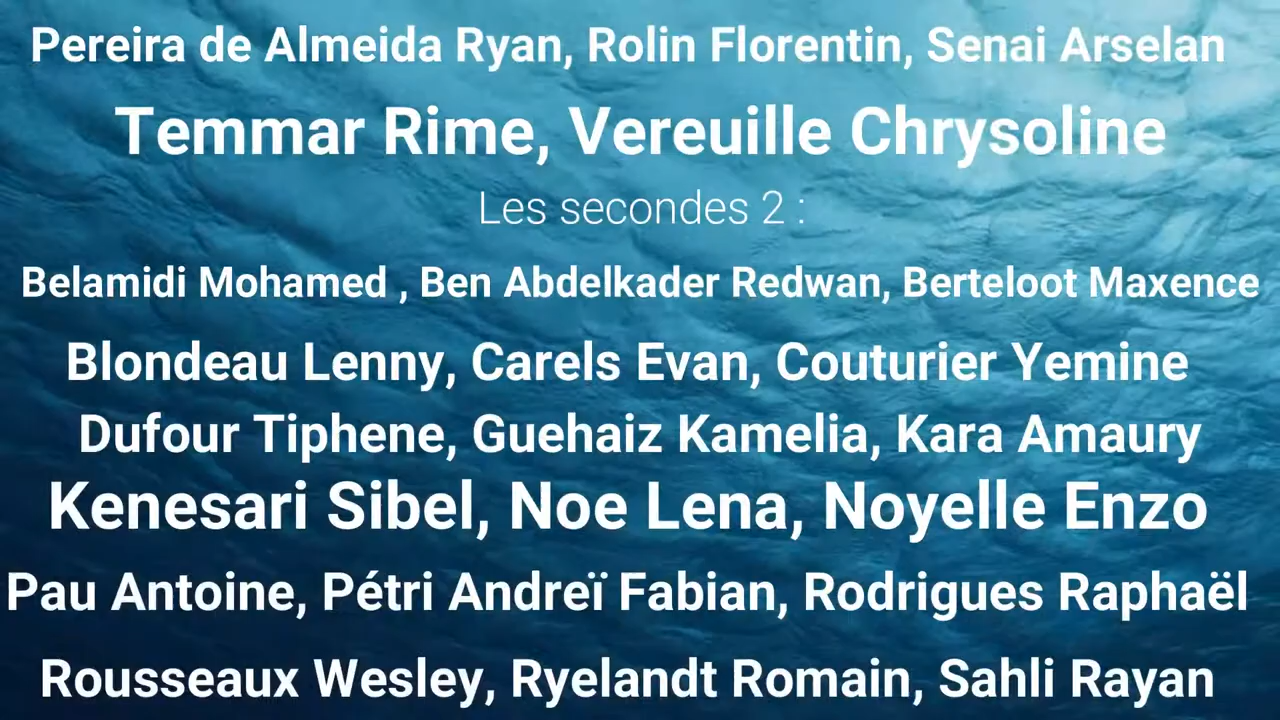 Pereira de Almeida Ryan, Rolin Florentin, Senai Arselan
Temmar Rime, Vereuille Chrysoline
Les secondes 2 :
Belamidi Mohamed , Ben Abdelkader Redwan, Berteloot Maxence
Blondeau Lenny, Carels Evan, Couturier Yemine
Dufour Tiphene, Guehaiz Kamelia, Kara Amaury
Kenesari Sibel, Noe Lena, Noyelle Enzo
Pau Antoine, Pétri Andreï Fabian, Rodrigues Raphaël
Rousseaux Wesley, Ryelandt Romain, Sahli Rayan